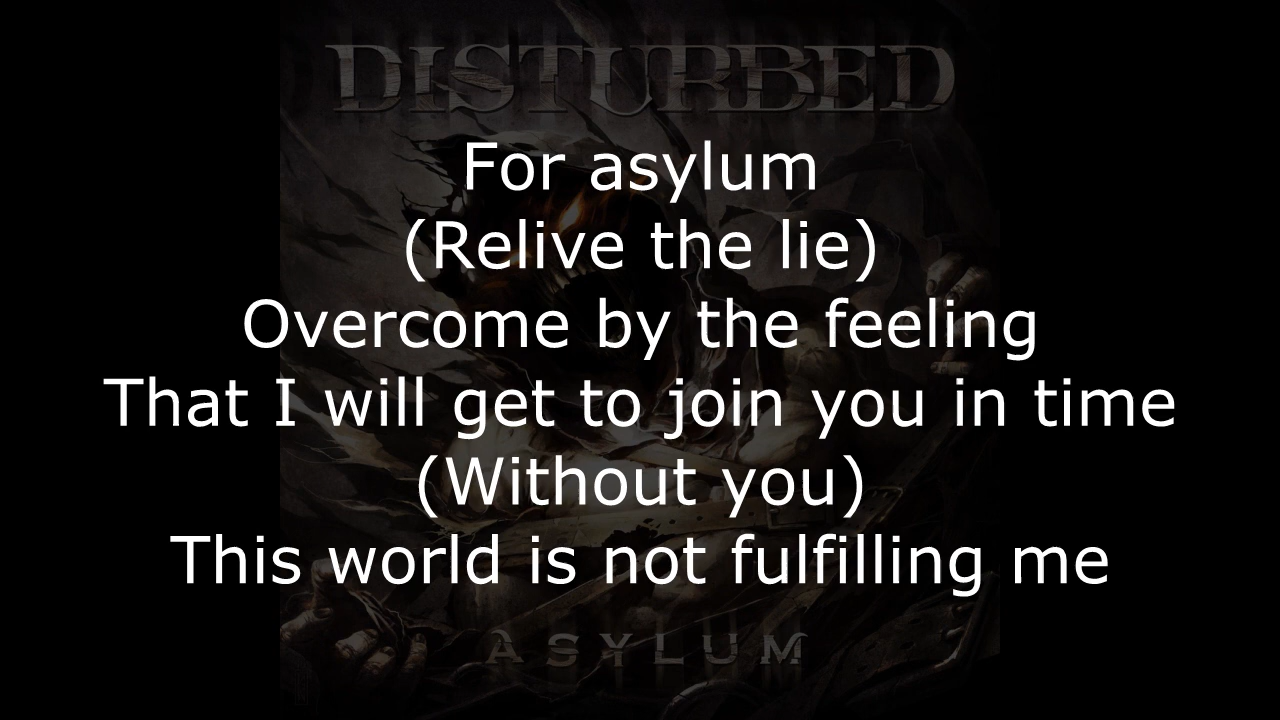 DISTURBED
For asylum
(Relive the lie)
Overcome by the feeling
That I will get to join you in time
(Without you)
This world is not fulfilling me
ASYLUM